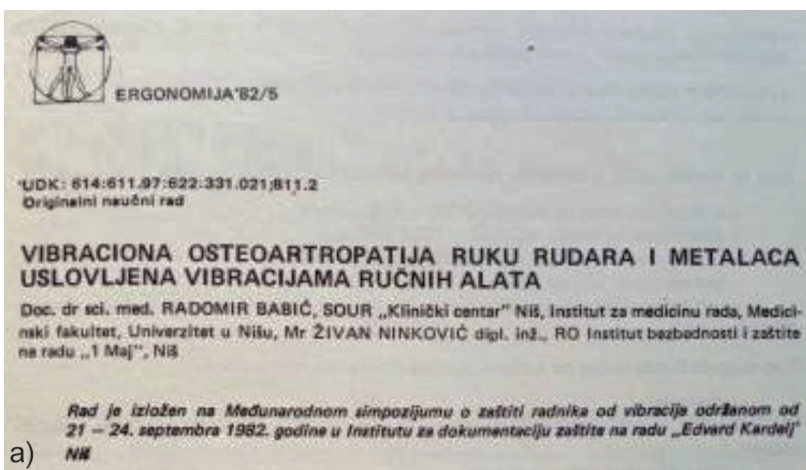 ERGONOMIJA'82/5
UDK: 614:611.97:622:331.021;811.2
Originalni naučni rad
VIBRACIONA OSTEOARTROPATIJA RUKU RUDARA I METALACA
USLOVLJENA VIBRACIJAMA RUČNIH ALATA
Doc. dr sci. med. RADOMIR BABIĆ, SOUR „Klinički centar" Niš, Institut za medicinu rada, Medici-
nski fakultet, Univerzitet u Nišu, Mr ŽIVAN NINKOVIĆ dipl. inž., RO Institut bezbednosti i zaštite
na radu „1 Maj", Niš
Rad je izložen na Međunarodnom simpozijumu o zaštiti radnika od vibracija održanom od
21 — 24. septembra 1982. godine u Institutu za dokumentaciju zaštite na radu „Edvard Kardelj"
a) Niš